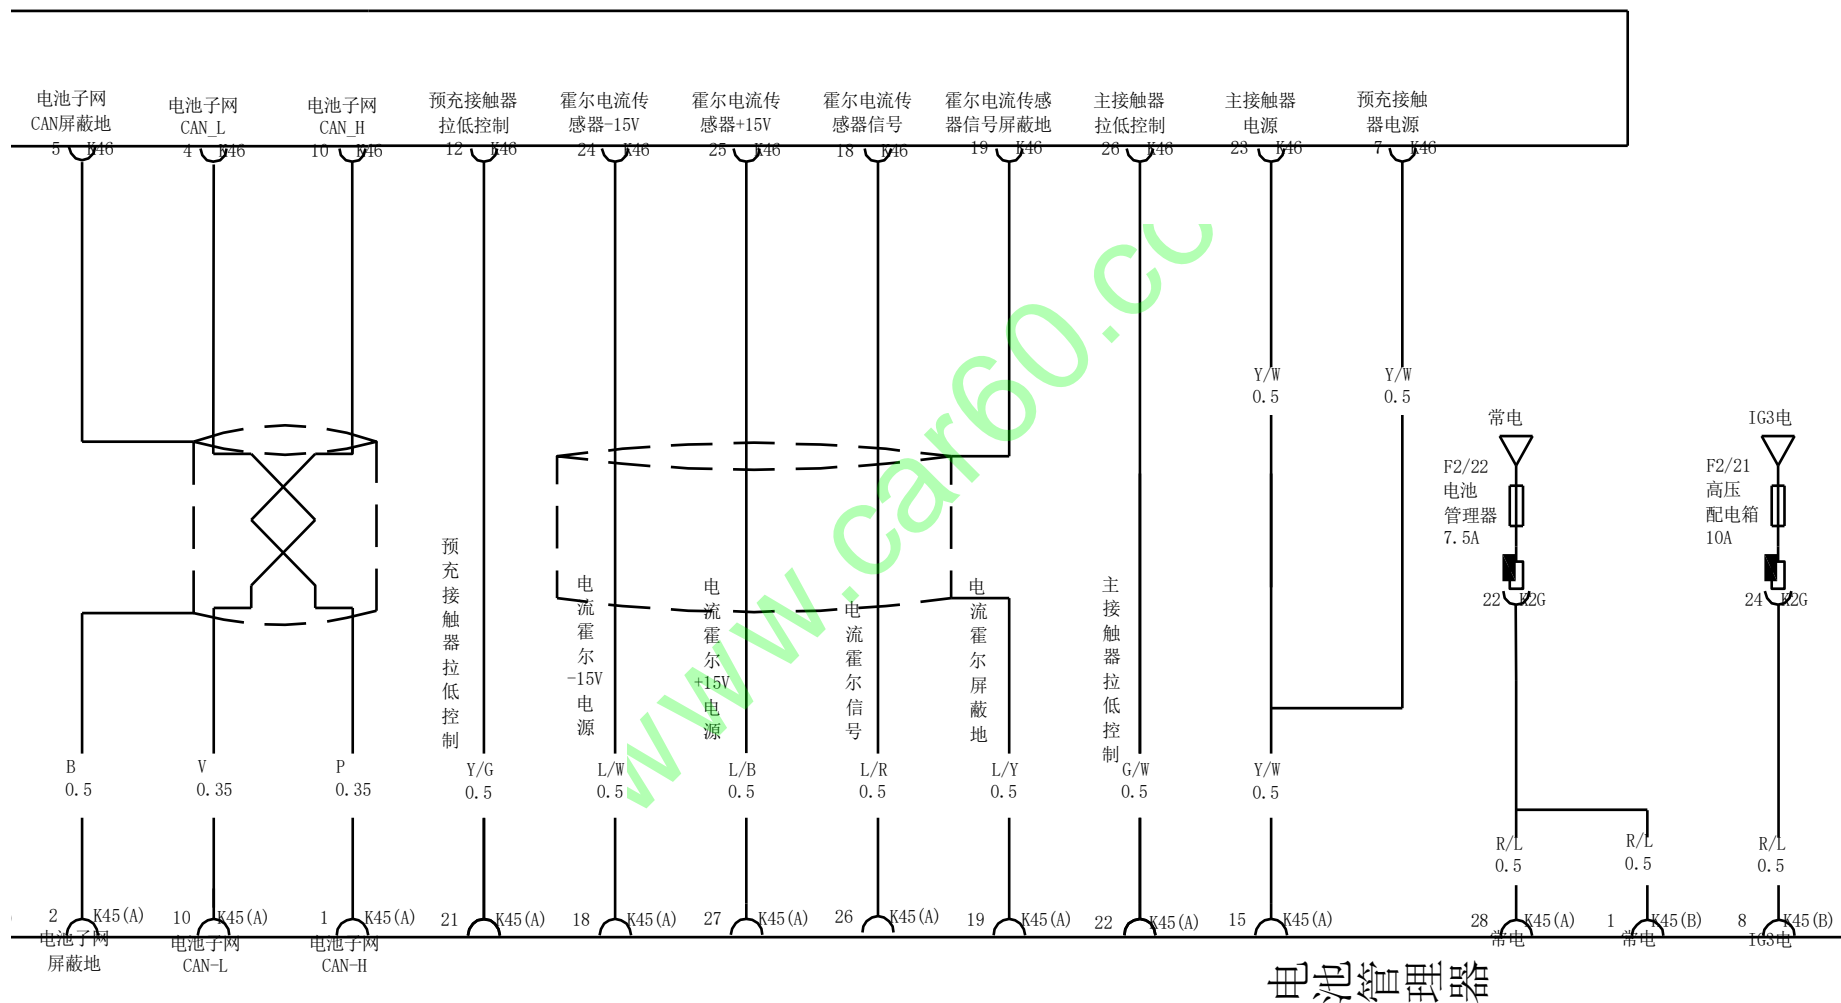 电池子网
CAN屏蔽地
电池子网
CAN_L
电池子网
CAN_H
预充接触器
拉低控制
霍尔电流传
感器-15V
霍尔电流传
感器+15V
霍尔电流传
感器信号
霍尔电流传感
器信号屏蔽地
主接触器
拉低控制
主接触器
电源
预充接触
器电源
5 K46
4 K46
10 K46
12 K46
24 K46
25 K46
18 K46
19 K46
26 K46
23 K46
7 K46
Y/W
0.5
Y/W
0.5
常电
F2/22
电池
管理器
7.5A
22 K2G
IG3电
F2/21
高压
配电箱
10A
24 K2G
预充接触器拉低控制
电流霍尔-15V电源
电流霍尔+15V电源
电流霍尔信号
电流霍尔屏蔽地
主接触器拉低控制
www.car60.co
B
0.5
V
0.35
P
0.35
Y/G
0.5
L/W
0.5
L/B
0.5
L/R
0.5
L/Y
0.5
G/W
0.5
Y/W
0.5
R/L
0.5
R/L
0.5
R/L
0.5
2 K45(A)
10 K45(A)
1 K45(A)
21 K45(A)
18 K45(A)
27 K45(A)
26 K45(A)
19 K45(A)
22 K45(A)
15 K45(A)
28 K45(A)
1 K45(B)
8 K45(B)
电池子网
屏蔽地
电池子网
CAN-L
电池子网
CAN-H
常电
常电
IG3电
电池管理器